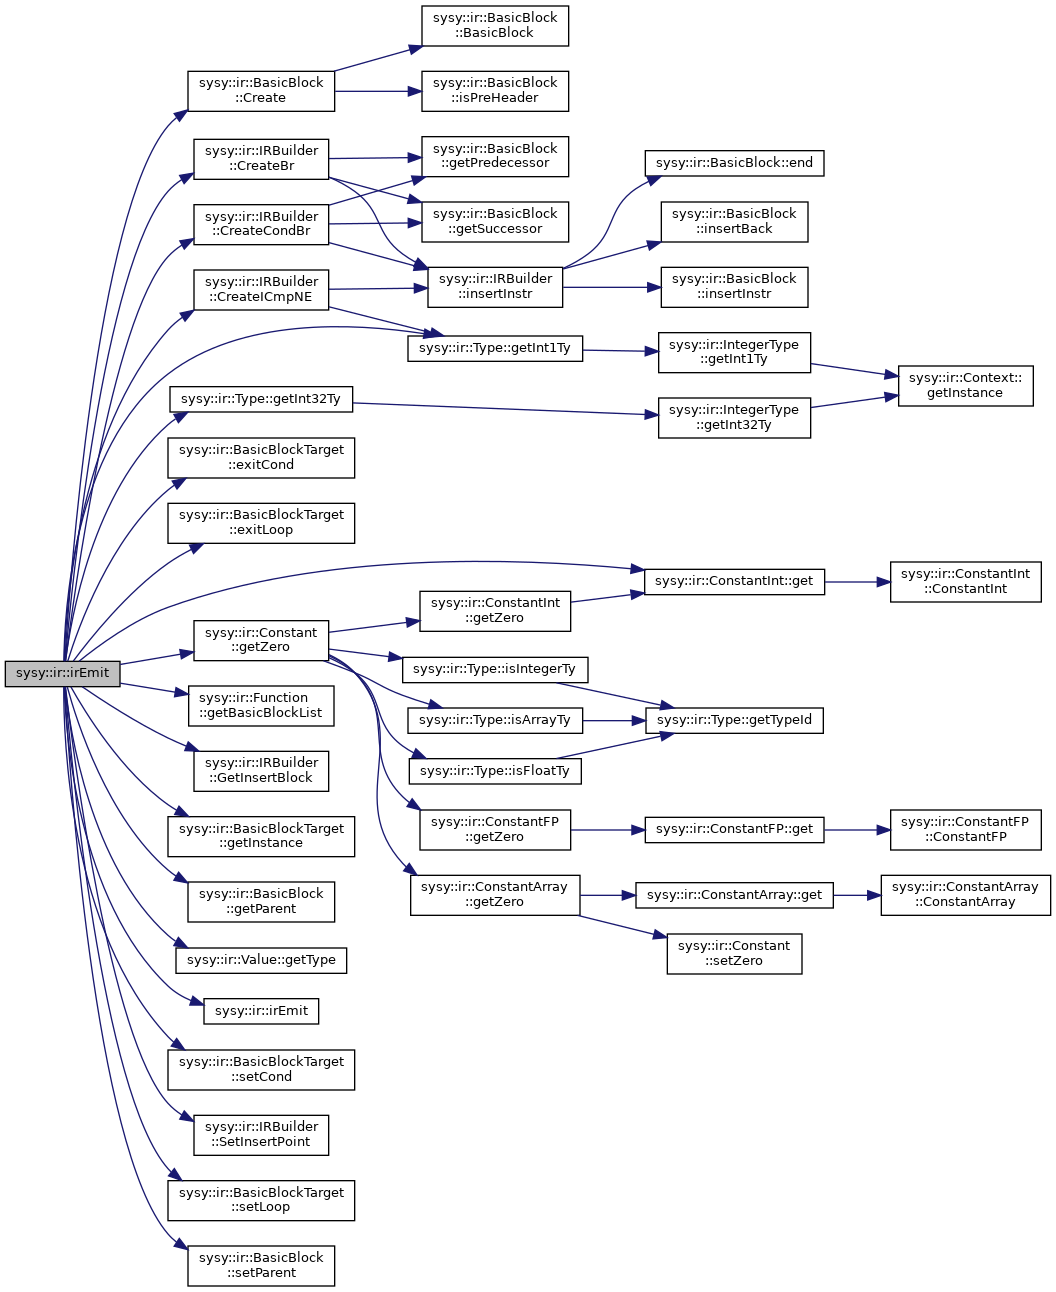 sysy::ir::irEmit
sysy::ir::BasicBlock
::Create
sysy::ir::BasicBlock
::BasicBlock
sysy::ir::BasicBlock
::isPreHeader
sysy::ir::IRBuilder
::CreateBr
sysy::ir::BasicBlock
::getPredecessor
sysy::ir::BasicBlock
::getSuccessor
sysy::ir::IRBuilder
::insertInstr
sysy::ir::BasicBlock::end
sysy::ir::BasicBlock
::insertBack
sysy::ir::BasicBlock
::insertInstr
sysy::ir::IRBuilder
::CreateCondBr
sysy::ir::IRBuilder
::CreateICmpNE
sysy::ir::Type::getInt1Ty
sysy::ir::IntegerType
::getInt1Ty
sysy::ir::Context::
getInstance
sysy::ir::Type::getInt32Ty
sysy::ir::IntegerType
::getInt32Ty
sysy::ir::BasicBlockTarget
::exitCond
sysy::ir::BasicBlockTarget
::exitLoop
sysy::ir::ConstantInt::get
sysy::ir::ConstantInt
::ConstantInt
sysy::ir::Constant
::getZero
sysy::ir::ConstantInt
::getZero
sysy::ir::Type::isIntegerTy
sysy::ir::Type::isArrayTy
sysy::ir::Type::getTypeId
sysy::ir::Type::isFloatTy
sysy::ir::ConstantFP
::getZero
sysy::ir::ConstantFP::get
sysy::ir::ConstantFP
::ConstantFP
sysy::ir::ConstantArray
::getZero
sysy::ir::ConstantArray::get
sysy::ir::ConstantArray
::ConstantArray
sysy::ir::Constant
::setZero
sysy::ir::Function
::getBasicBlockList
sysy::ir::IRBuilder
::GetInsertBlock
sysy::ir::BasicBlockTarget
::getInstance
sysy::ir::BasicBlock
::getParent
sysy::ir::Value::getType
sysy::ir::irEmit
sysy::ir::BasicBlockTarget
::setCond
sysy::ir::IRBuilder
::SetInsertPoint
sysy::ir::BasicBlockTarget
::setLoop
sysy::ir::BasicBlock
::setParent